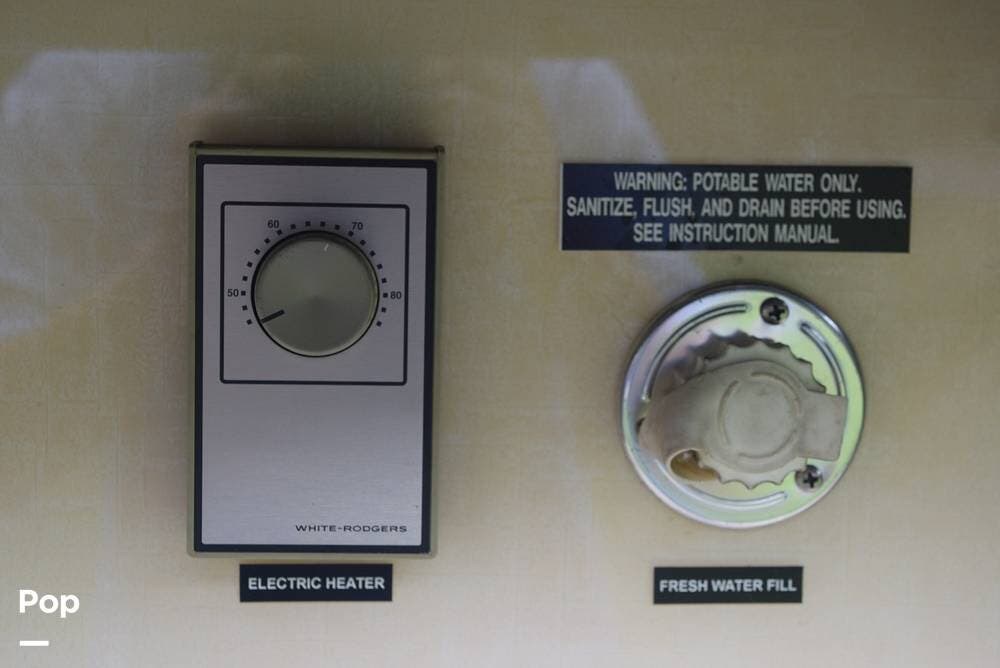 60 70
50 80
WHITE-RODGERS
ELECTRIC HEATER
WARNING: POTABLE WATER ONLY.
SANITIZE, FLUSH, AND DRAIN BEFORE USING.
SEE INSTRUCTION MANUAL.
FRESH WATER FILL
Pop